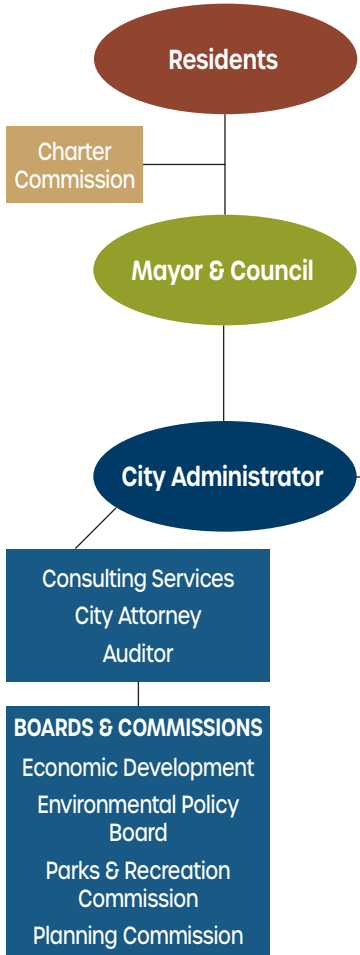 Residents
Charter
Commission
Mayor & Council
City Administrator
Consulting Services
City Attorney
Auditor
BOARDS & COMMISSIONS
Economic Development
Environmental Policy
Board
Parks & Recreation
Commission
Planning Commission